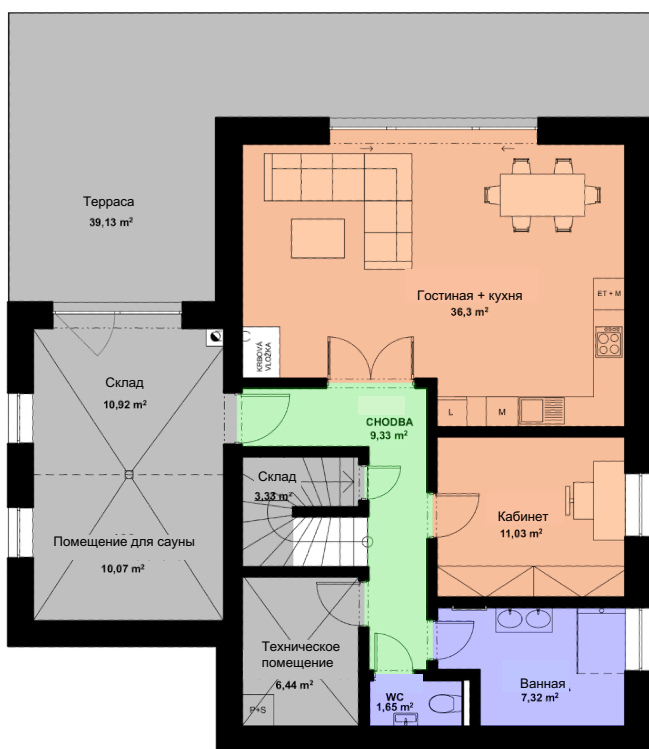 Терраса
39,13 m²
Гостиная + кухня
36,3 m²
ET + M
KRBOVÁ
VLOŽKA
Склад
10,92 m²
L
M
CHODBA
9,33 m²
Склад
3,33 m²
Кабинет
11,03 m²
Помещение для сауны
10,07 m²
Техническое
помещение
6,44 m²
P+S
WC
1,65 m²
Ванная
7,32 m²